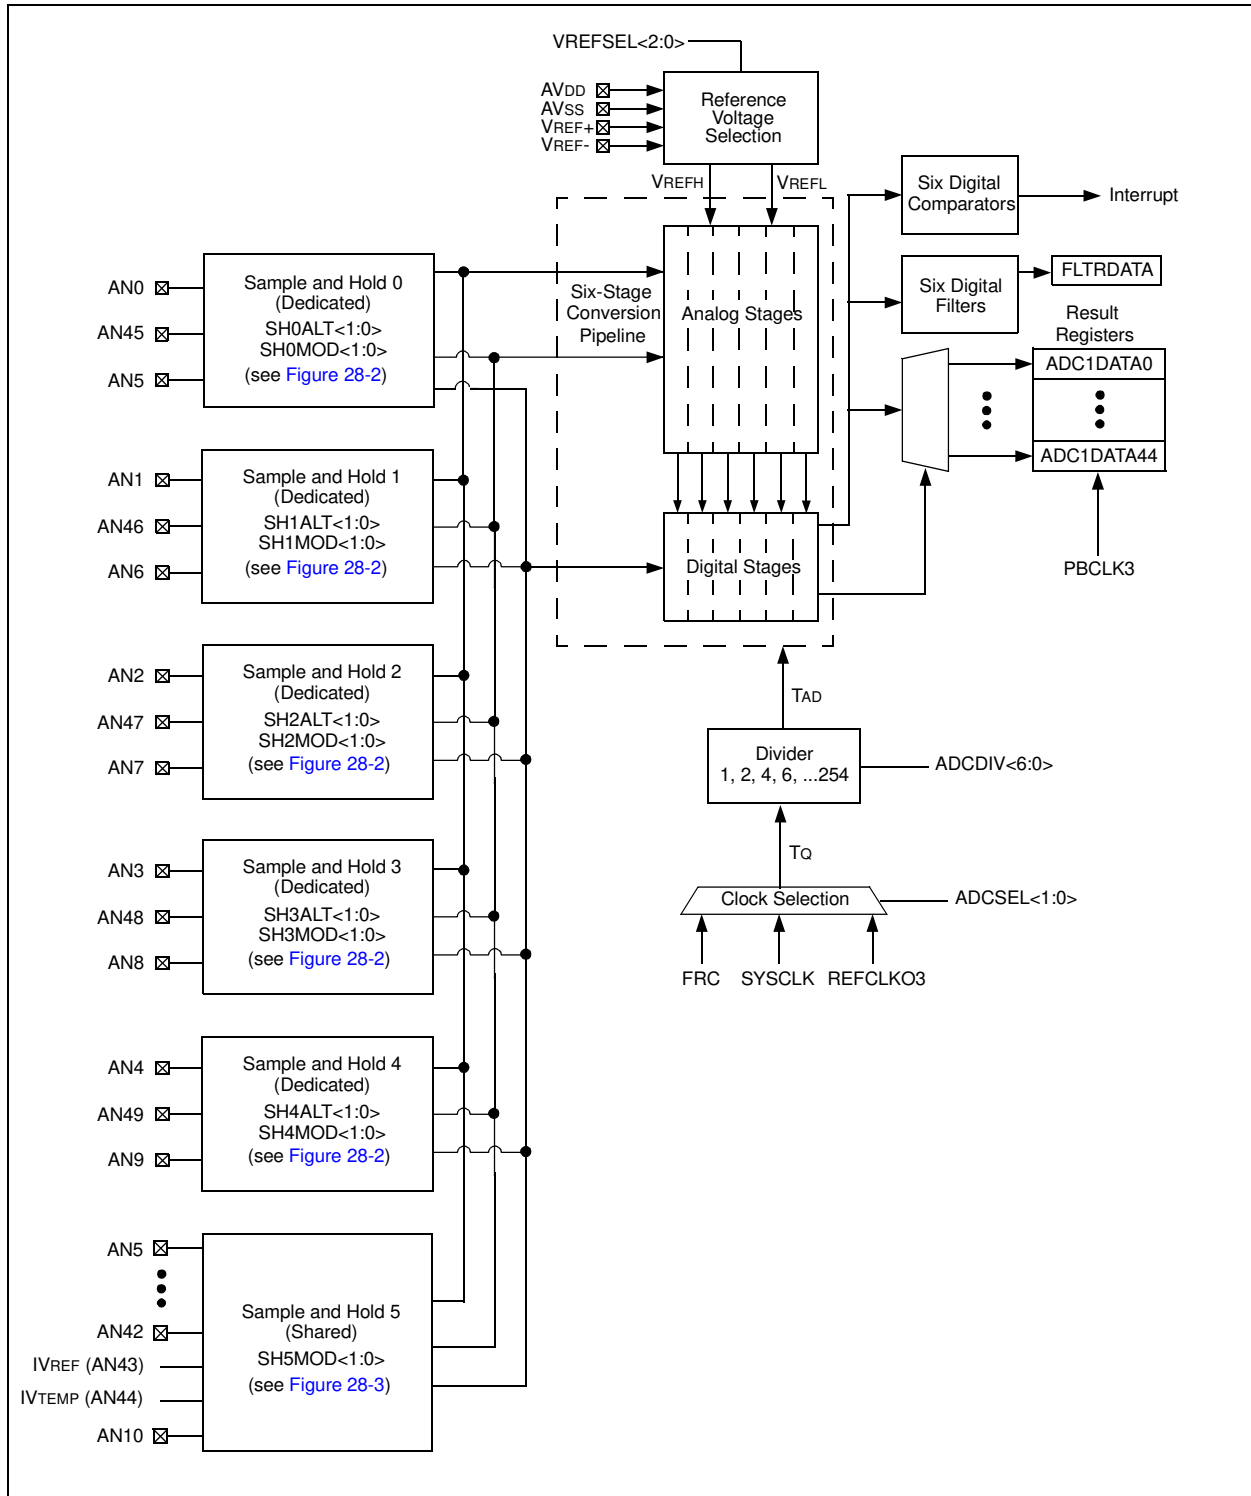 VREFSEL<2:0>
AVDD
AVSS
VREF+
VREF-
Reference
Voltage
Selection
VREFH
VREFL
Six Digital
Comparators
Interrupt
Six Digital
Filters
FLTRDATA
Result
Registers
ADC1DATA0
ADC1DATA44
PBCLK3
Six-Stage
Conversion
Pipeline
Analog Stages
Digital Stages
TAD
Divider
1, 2, 4, 6, ...254
ADCDIV<6:0>
TQ
Clock Selection
ADCSEL<1:0>
FRC
SYSCLK
REFCLKO3
AN0
AN45
AN5
Sample and Hold 0
(Dedicated)
SH0ALT<1:0>
SH0MOD<1:0>
(see Figure 28-2)
AN1
AN46
AN6
Sample and Hold 1
(Dedicated)
SH1ALT<1:0>
SH1MOD<1:0>
(see Figure 28-2)
AN2
AN47
AN7
Sample and Hold 2
(Dedicated)
SH2ALT<1:0>
SH2MOD<1:0>
(see Figure 28-2)
AN3
AN48
AN8
Sample and Hold 3
(Dedicated)
SH3ALT<1:0>
SH3MOD<1:0>
(see Figure 28-2)
AN4
AN49
AN9
Sample and Hold 4
(Dedicated)
SH4ALT<1:0>
SH4MOD<1:0>
(see Figure 28-2)
AN5
AN42
IVREF (AN43)
IVTEMP (AN44)
AN10
Sample and Hold 5
(Shared)
SH5MOD<1:0>
(see Figure 28-3)